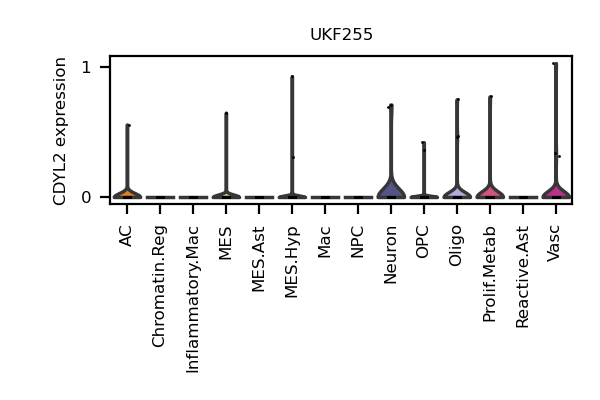 UKF255
CDYL2 expression
1
0
AC
Chromatin.Reg
Inflammatory.Mac
MES
MES.Ast
MES.Hyp
Mac
NPC
Neuron
OPC
Oligo
Prolif.Metab
Reactive.Ast
Vasc